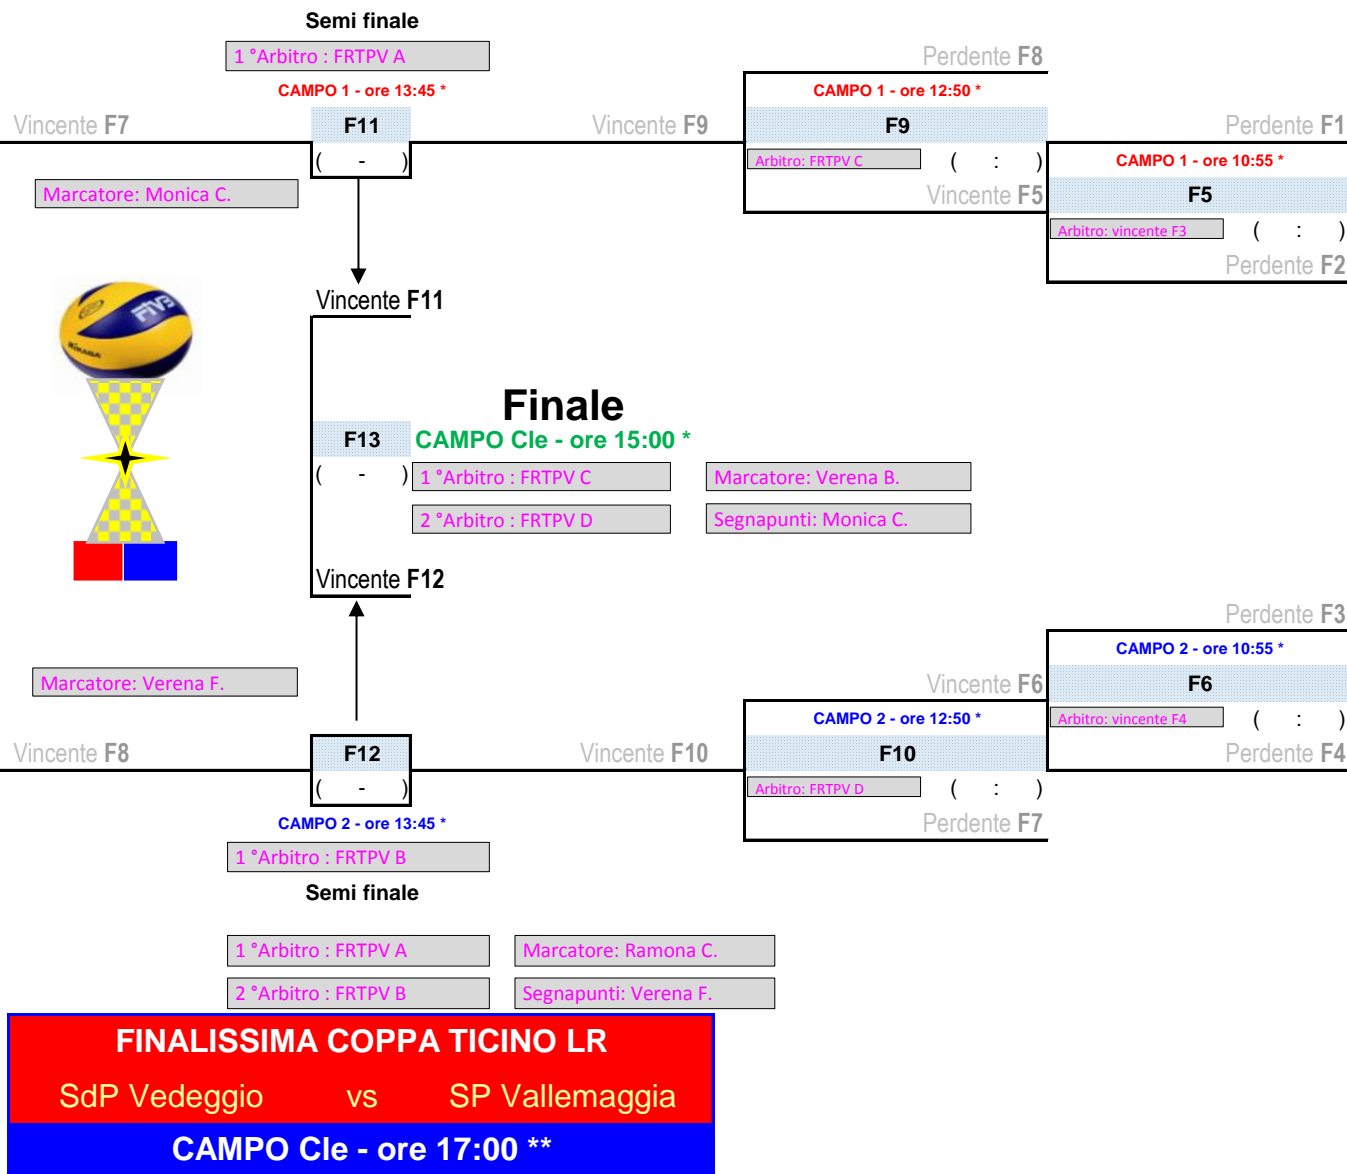 Semi finale
1 °Arbitro : FRTPV A
Perdente F8
CAMPO 1 - ore 13:45 *
CAMPO 1 - ore 12:50 *
Vincente F7
F11
Vincente F9
F9
Perdente F1
( - )
Arbitro: FRTPV C
( : )
CAMPO 1 - ore 10:55 *
Marcatore: Monica C.
Vincente F5
F5
Arbitro: vincente F3
( : )
Perdente F2
Vincente F11
FIVB
MIKASA
Finale
F13
CAMPO Cle - ore 15:00 *
( - )
1 °Arbitro : FRTPV C
Marcatore: Verena B.
2 °Arbitro : FRTPV D
Segnapunti: Monica C.
Vincente F12
Perdente F3
CAMPO 2 - ore 10:55 *
Marcatore: Verena F.
Vincente F6
F6
CAMPO 2 - ore 12:50 *
Arbitro: vincente F4
( : )
Vincente F8
F12
Vincente F10
F10
Perdente F4
( - )
Arbitro: FRTPV D
( : )
CAMPO 2 - ore 13:45 *
Perdente F7
1 °Arbitro : FRTPV B
Semi finale
1 °Arbitro : FRTPV A
Marcatore: Ramona C.
2 °Arbitro : FRTPV B
Segnapunti: Verena F.
FINALISSIMA COPPA TICINO LR
SdP Vedeggio vs SP Vallemaggia
CAMPO Cle - ore 17:00 **